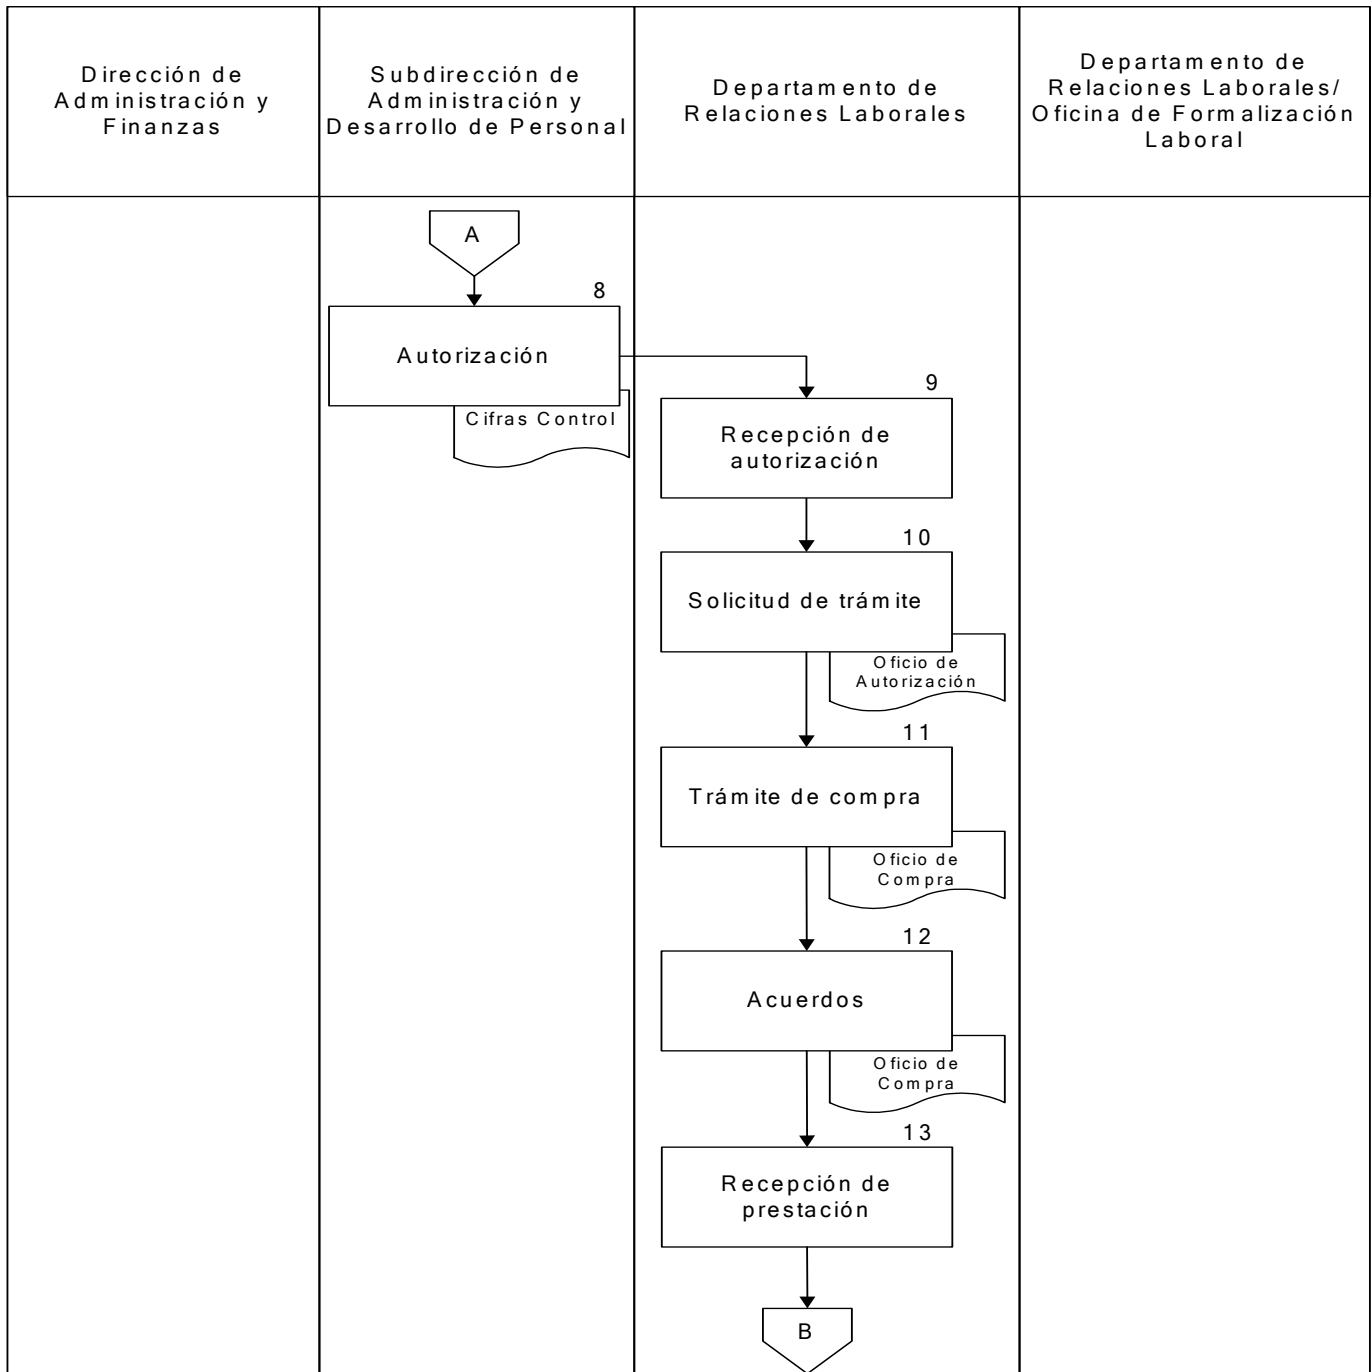 Dirección de
Administración y
Finanzas
Subdirección de
Administración y
Desarrollo de Personal
Departamento de
Relaciones Laborales
Departamento de
Relaciones Laborales/
Oficina de Formalización
Laboral
A
8
Autorización
Cifras Control
9
Recepción de
autorización
10
Solicitud de trámite
Oficio de
Autorización
11
Trámite de compra
Oficio de
Compra
12
Acuerdos
Oficio de
Compra
13
Recepción de
prestación
B